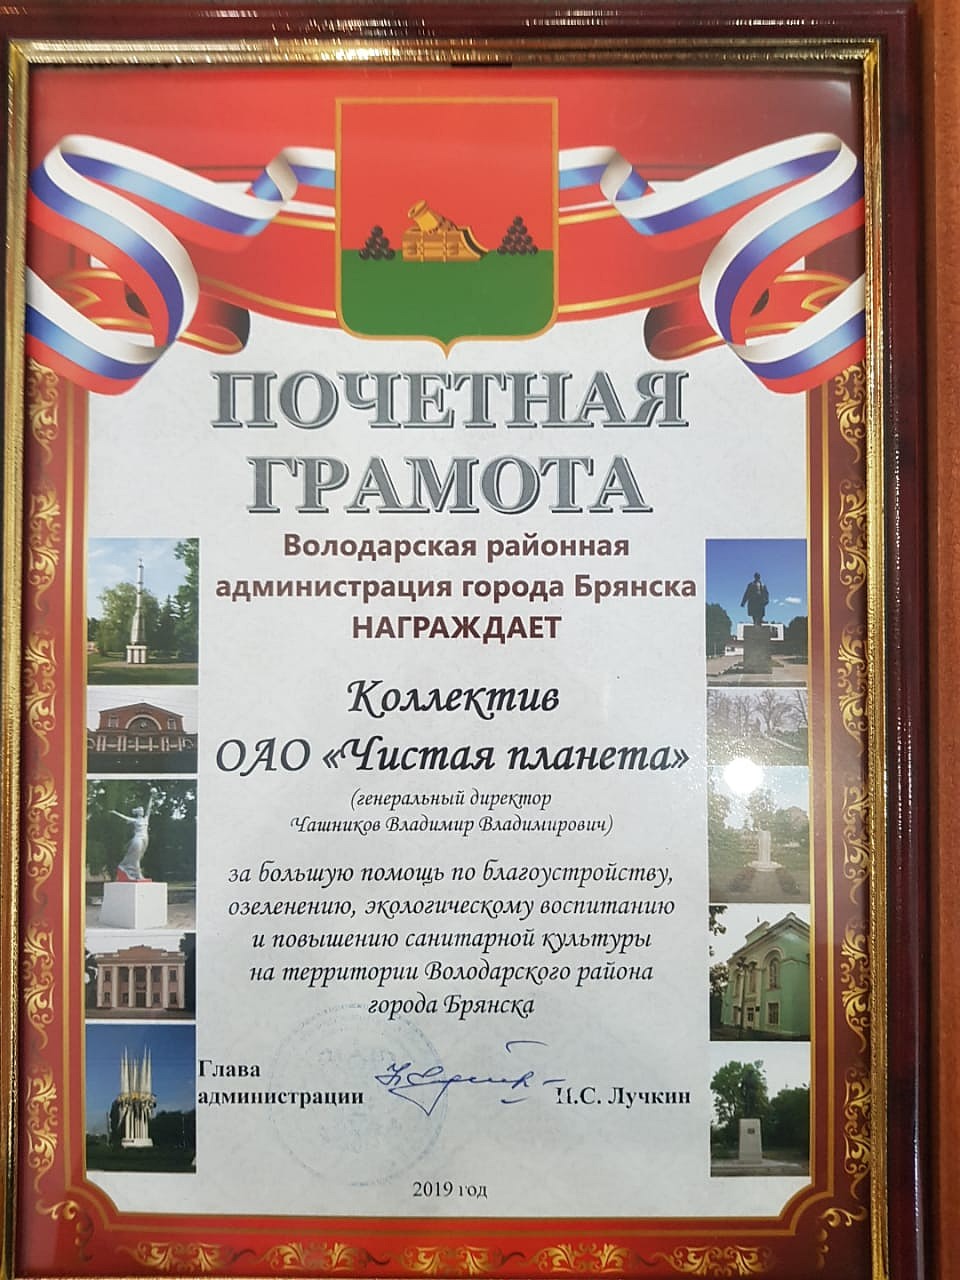 ПОЧЕТНАЯ
ГРАМОТА
Володарская районная
администрация города Брянска
НАГРАЖДАЕТ
Коллектив
ОАО «Чистая планета»
(генеральный директор
Чашников Владимир Владимирович)
за большую помощь по благоустройству,
озеленению, экологическому воспитанию
и повышению санитарной культуры
на территории Володарского района
города Брянска
Глава
администрации
Лучкин
2019 год